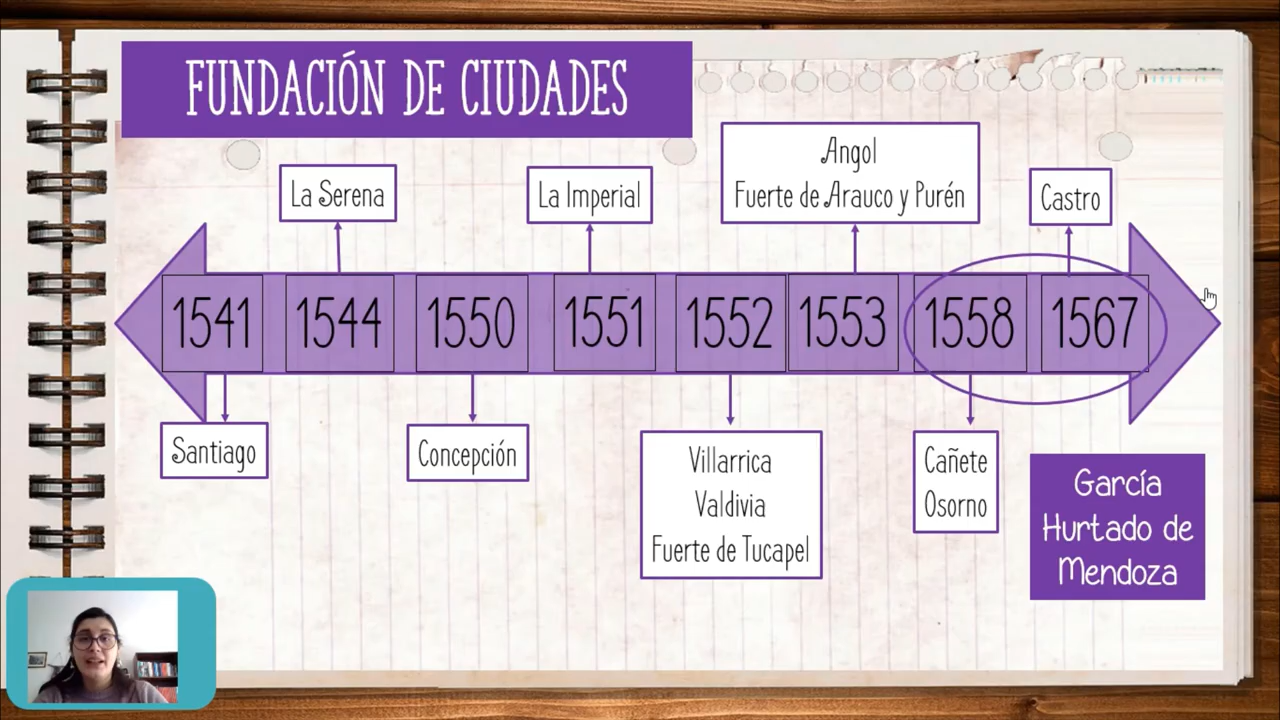 FUNDACIÓN DE CIUDADES
La Serena
La Imperial
Angol
Fuerte de Arauco y Purén
Castro
1541
1544
1550
1551
1552
1553
1558
1567
Santiago
Concepción
Villarrica
Valdivia
Fuerte de Tucapel
Cañete
Osorno
García
Hurtado de
Mendoza